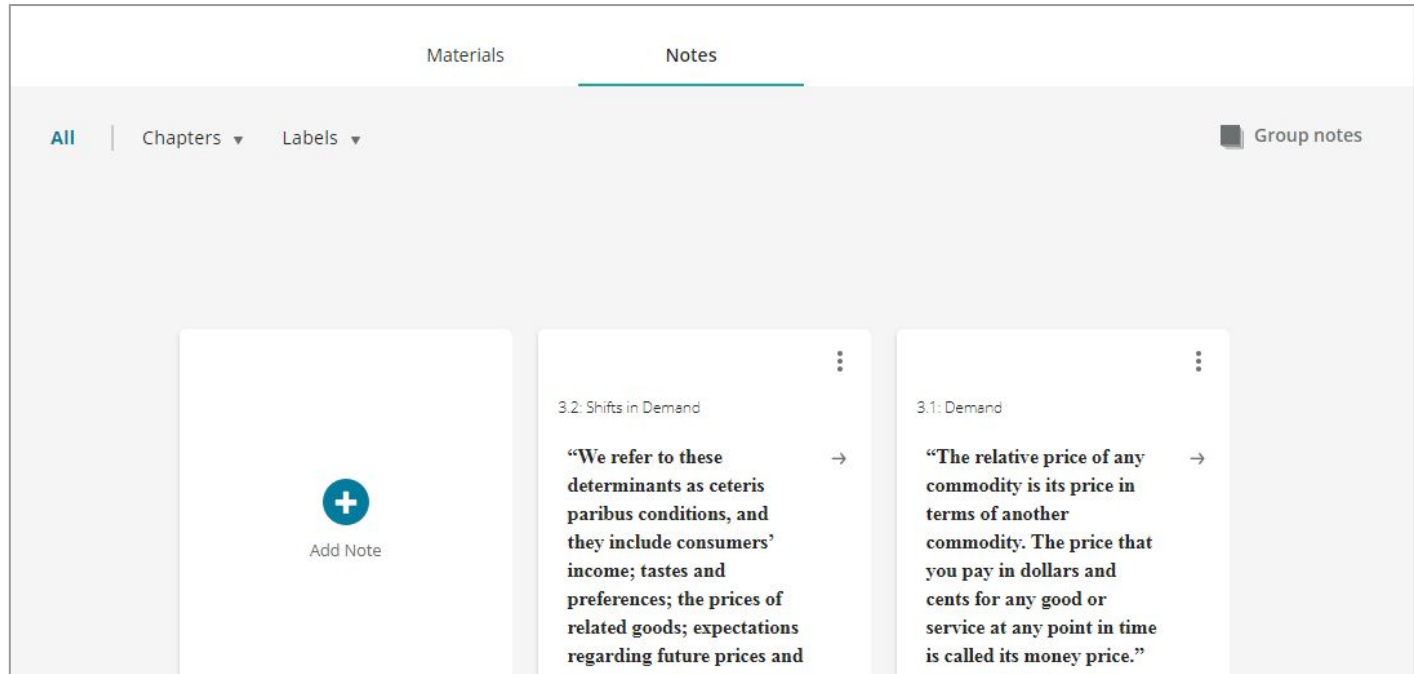 Materials
Notes
All
Chapters
Labels
Group notes
Add Note
3.2: Shifts in Demand
“We refer to these
determinants as ceteris
paribus conditions, and
they include consumers’
income; tastes and
preferences; the prices of
related goods; expectations
regarding future prices and
3.1: Demand
“The relative price of any
commodity is its price in
terms of another
commodity. The price that
you pay in dollars and
cents for any good or
service at any point in time
is called its money price.”